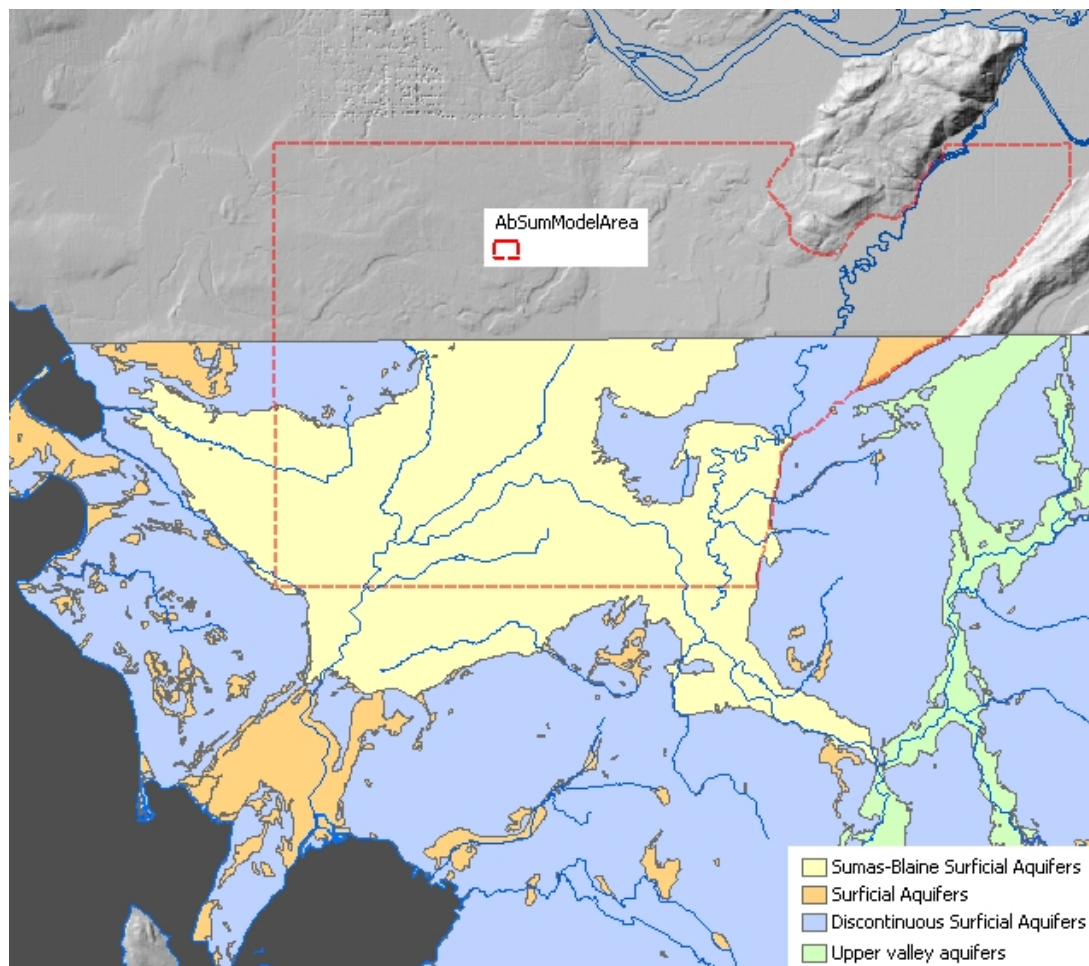 AbSumModelArea
Sumas-Blaine Surficial Aquifers
Surficial Aquifers
Discontinuous Surficial Aquifers
Upper valley aquifers